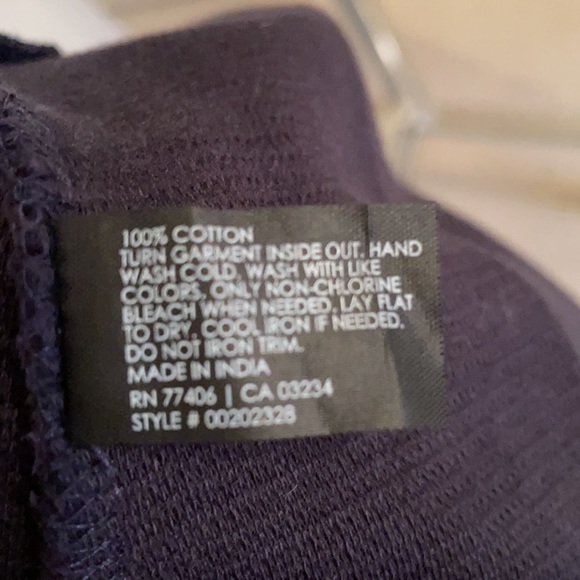 100% COTTON
TURN GARMENT INSIDE OUT. HAND
WASH COLD. WASH WITH LIKE
COLORS. ONLY NON-CHLORINE
BLEACH WHEN NEEDED. LAY FLAT
TO DRY. COOL IRON IF NEEDED.
DO NOT IRON TRIM.
MADE IN INDIA
RN 77406 | CA 03234
STYLE # 00202328